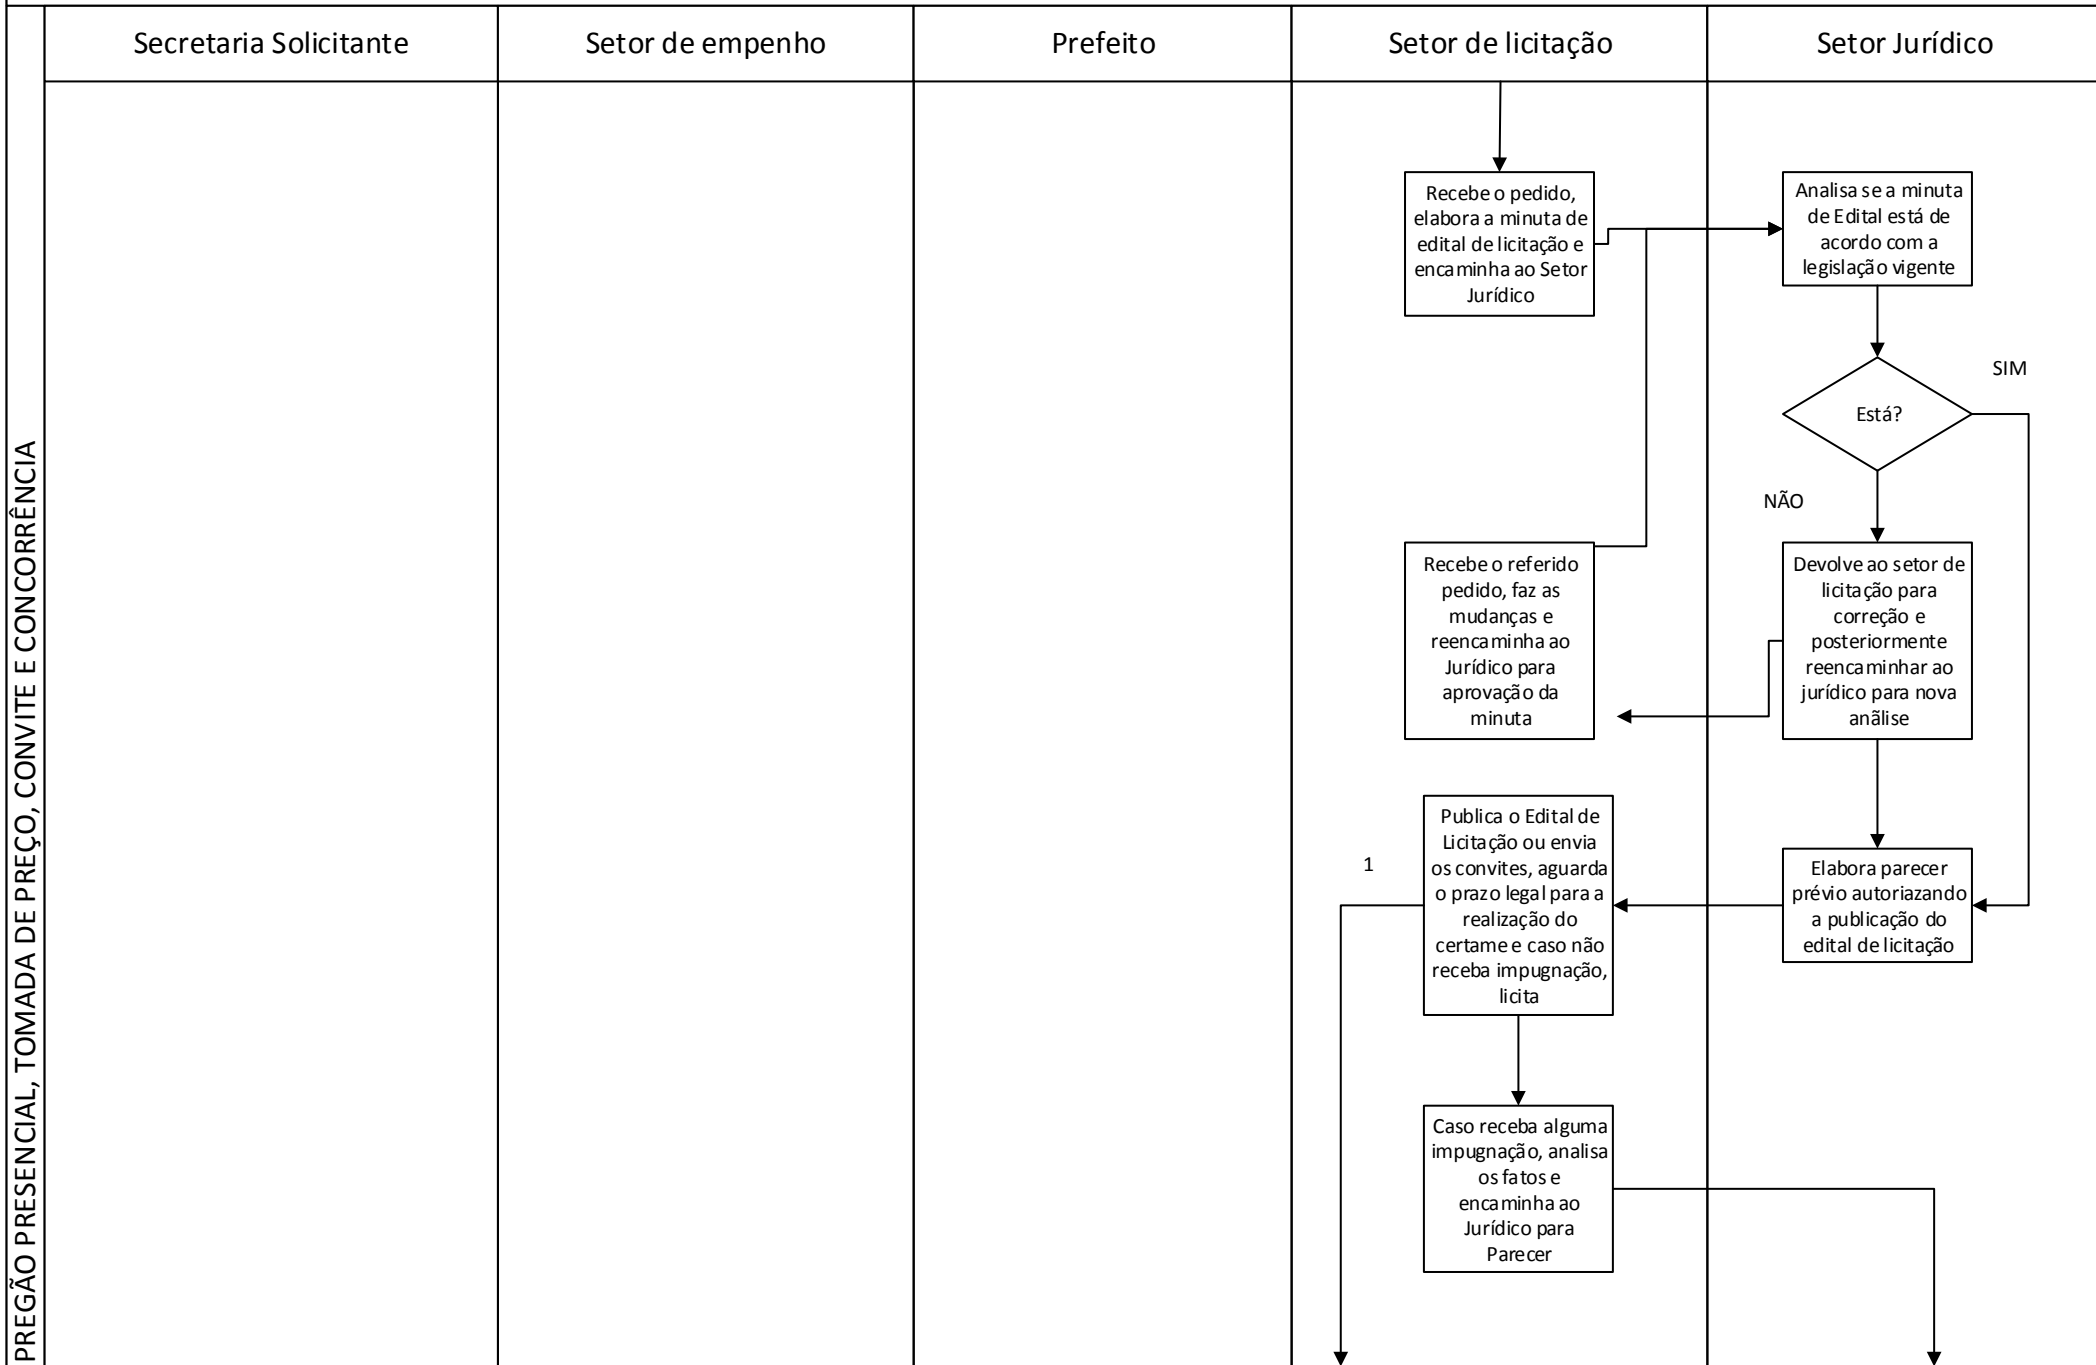 Secretaria Solicitante
Setor de empenho
Prefeito
Setor de licitação
Setor Jurídico
PREGÃO PRESENCIAL, TOMADA DE PREÇO, CONVITE E CONCORRÊNCIA
Recebe o pedido,
elabora a minuta de
edital de licitação e
encaminha ao Setor
Jurídico
Analisa se a minuta
de Edital está de
acordo com a
legislação vigente
SIM
Está?
NÃO
Recebe o referido
pedido, faz as
mudanças e
reencaminha ao
Jurídico para
aprovação da
minuta
Devolve ao setor de
licitação para
correção e
posteriormente
reencaminhar ao
jurídico para nova
anãlise
1
Publica o Edital de
Licitação ou envia
os convites, aguarda
o prazo legal para a
realização do
certame e caso não
receba impugnação,
licita
Elabora parecer
prévio autoriazando
a publicação do
edital de licitação
Caso receba alguma
impugnação, analisa
os fatos e
encaminha ao
Jurídico para
Parecer